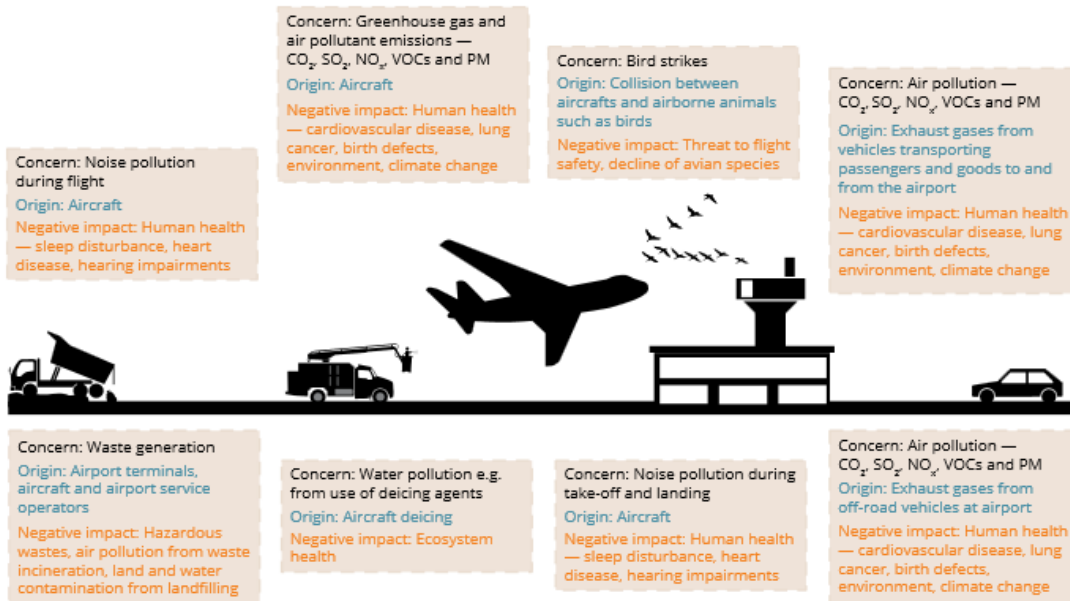 Concern: Greenhouse gas and
air pollutant emissions —
CO₂, SO₂, NOₓ, VOCs and PM
Origin: Aircraft
Negative impact: Human health
— cardiovascular disease, lung
cancer, birth defects,
environment, climate change
Concern: Bird strikes
Origin: Collision between
aircrafts and airborne animals
such as birds
Negative impact: Threat to flight
safety, decline of avian species
Concern: Air pollution —
CO₂, SO₂, NOₓ, VOCs and PM
Origin: Exhaust gases from
vehicles transporting
passengers and goods to and
from the airport
Negative impact: Human health
— cardiovascular disease, lung
cancer, birth defects,
environment, climate change
Concern: Noise pollution
during flight
Origin: Aircraft
Negative impact: Human health
— sleep disturbance, heart
disease, hearing impairments
Concern: Waste generation
Origin: Airport terminals,
aircraft and airport service
operators
Negative impact: Hazardous
wastes, air pollution from waste
incineration, land and water
contamination from landfilling
Concern: Water pollution e.g.
from use of deicing agents
Origin: Aircraft deicing
Negative impact: Ecosystem
health
Concern: Noise pollution during
take-off and landing
Origin: Aircraft
Negative impact: Human health
— sleep disturbance, heart
disease, hearing impairments
Concern: Air pollution —
CO₂, SO₂, NOₓ, VOCs and PM
Origin: Exhaust gases from
off-road vehicles at airport
Negative impact: Human health
— cardiovascular disease, lung
cancer, birth defects,
environment, climate change